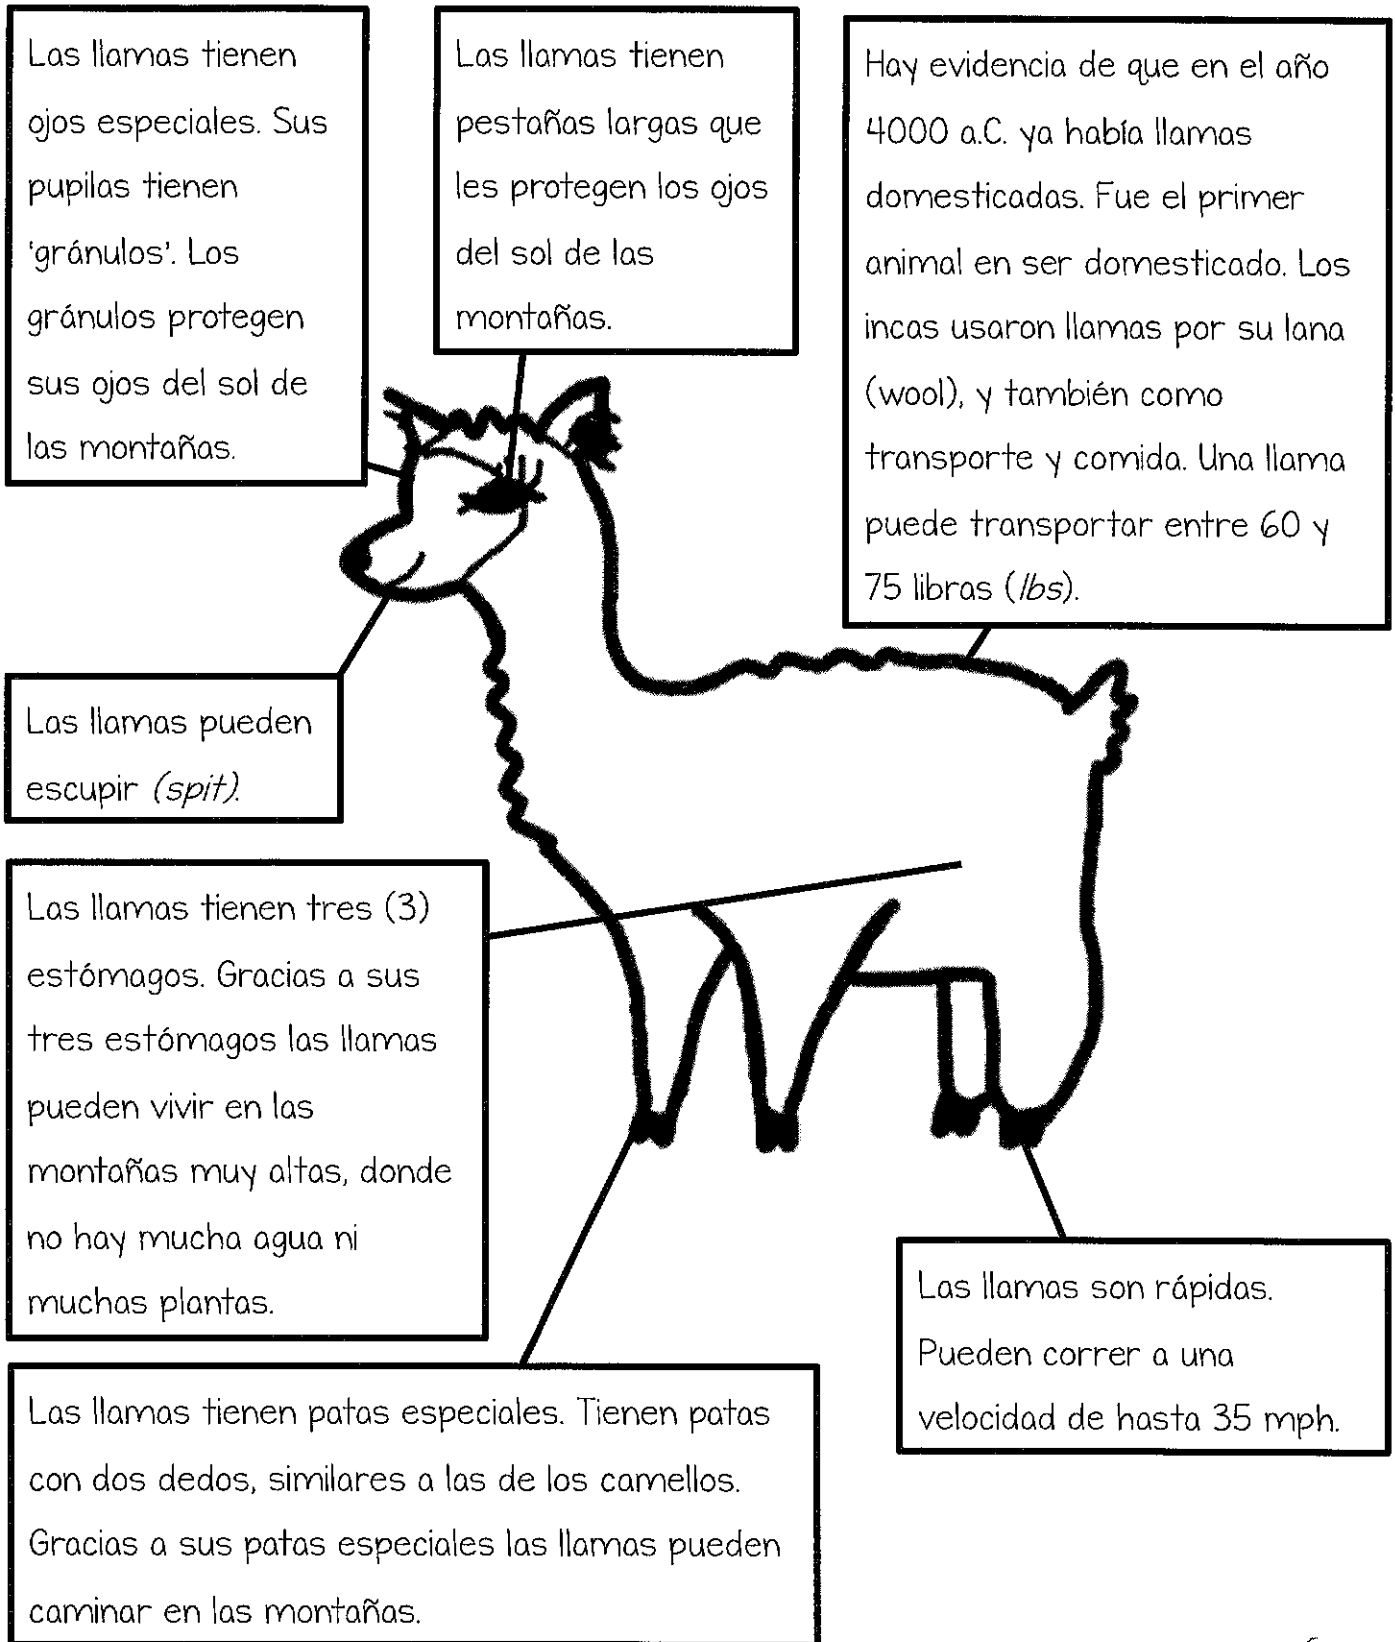 Las llamas tienen
ojos especiales. Sus
pupilas tienen
'gránulos'. Los
gránulos protegen
sus ojos del sol de
las montañas.
Las llamas tienen
pestañas largas que
les protegen los ojos
del sol de las
montañas.
Hay evidencia de que en el año
4000 a.C. ya había llamas
domesticadas. Fue el primer
animal en ser domesticado. Los
incas usaron llamas por su lana
(wool), y también como
transporte y comida. Una llama
puede transportar entre 60 y
75 libras (lbs).
Las llamas pueden
escupir (spit).
Las llamas tienen tres (3)
estómagos. Gracias a sus
tres estómagos las llamas
pueden vivir en las
montañas muy altas, donde
no hay mucha agua ni
muchas plantas.
Las llamas son rápidas.
Pueden correr a una
velocidad de hasta 35 mph.
Las llamas tienen patas especiales. Tienen patas
con dos dedos, similares a las de los camellos.
Gracias a sus patas especiales las llamas pueden
caminar en las montañas.